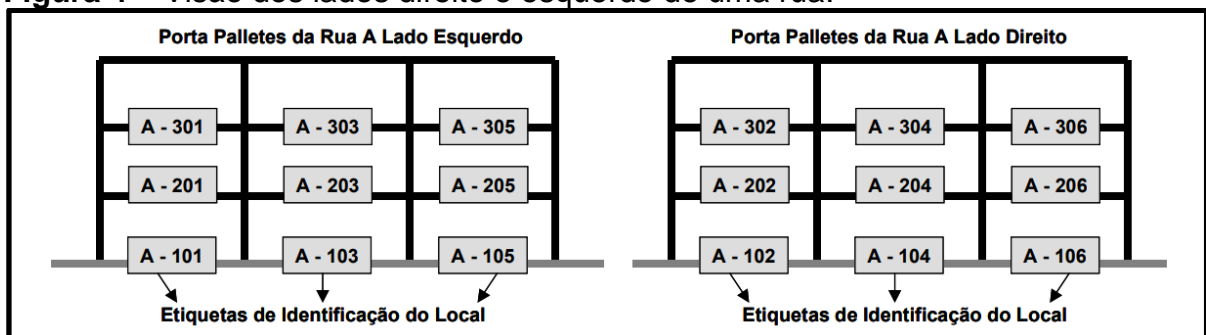 Figura 4 – Visão dos lados direito e esquerdo de uma rua.
Porta Palletes da Rua A Lado Esquerdo
A - 301 A - 303 A - 305
A - 201 A - 203 A - 205
A - 101 A - 103 A - 105
Etiquetas de Identificação do Local
Porta Palletes da Rua A Lado Direito
A - 302 A - 304 A - 306
A - 202 A - 204 A - 206
A - 102 A - 104 A - 106
Etiquetas de Identificação do Local